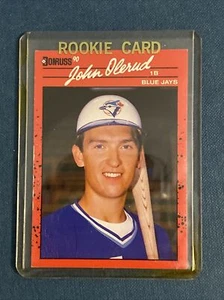 ROOKIE CARD
DONRUSS '90
John Olerud
1B
BLUE JAYS